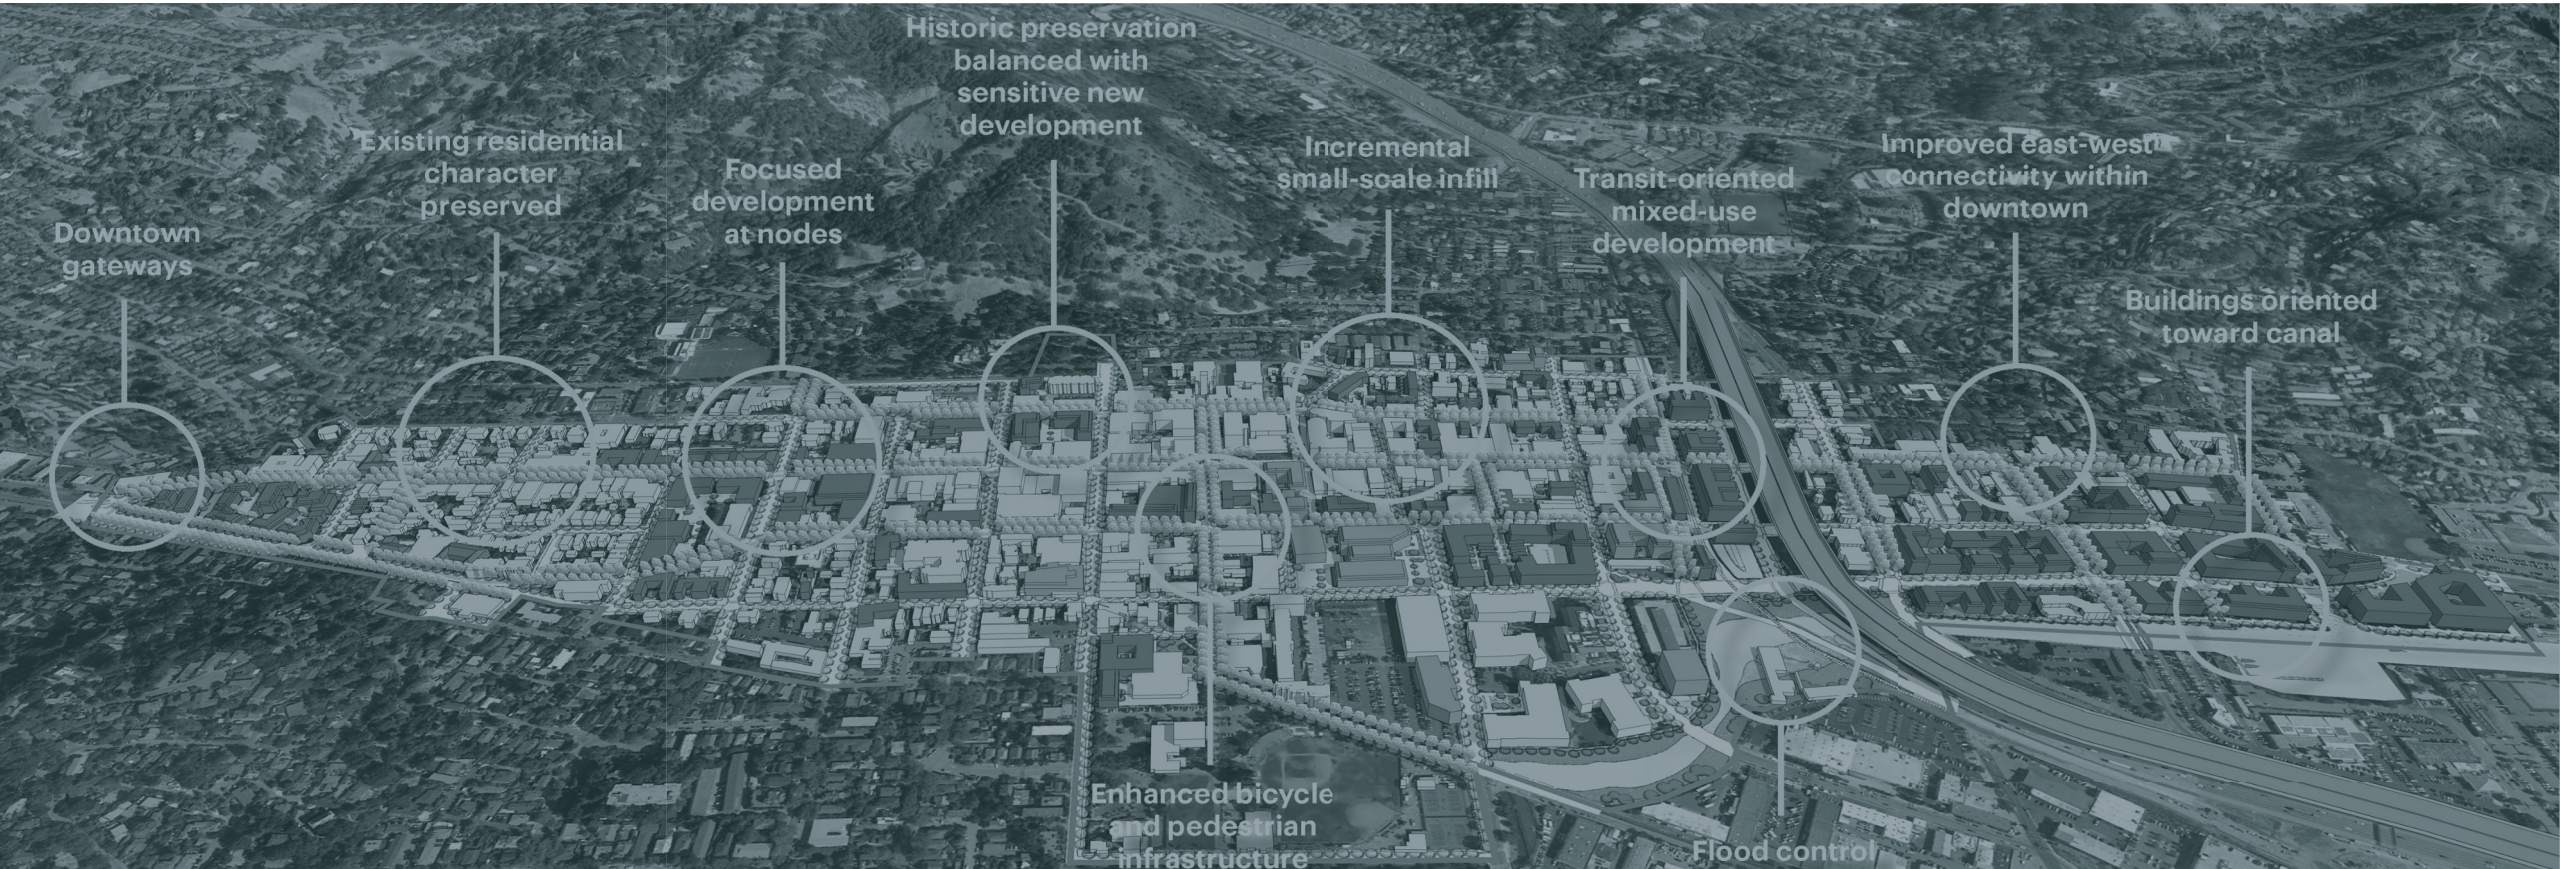 Downtown
gateways
Existing residential
character
preserved
Focused
development
at nodes
Historic preservation
balanced with
sensitive new
development
Incremental
small-scale infill
Transit-oriented
mixed-use
development
Improved east-west
connectivity within
downtown
Buildings oriented
toward canal
Enhanced bicycle
and pedestrian
infrastructure
Flood control